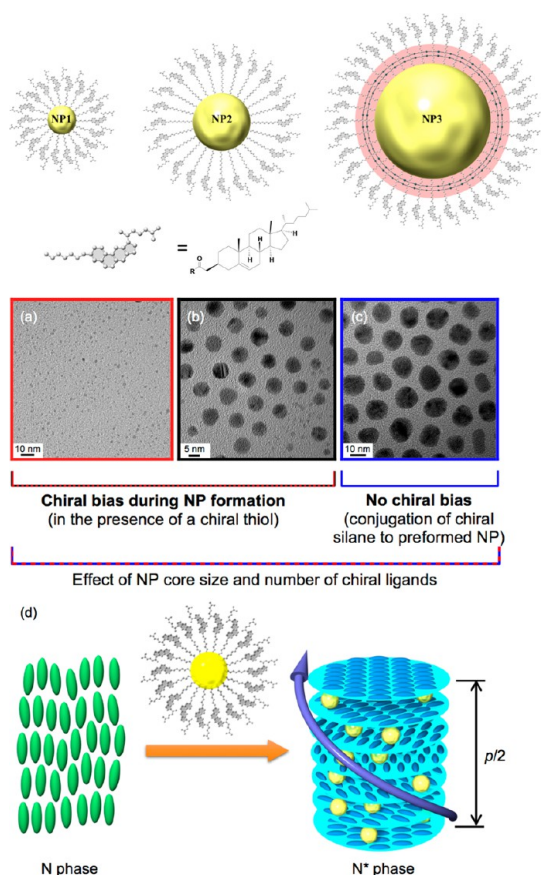 NP1
NP2
NP3
=
H
H
H
O
R
(a)
(b)
(c)
10 nm
5 nm
10 nm
Chiral bias during NP formation
(in the presence of a chiral thiol)
No chiral bias
(conjugation of chiral
silane to preformed NP)
Effect of NP core size and number of chiral ligands
(d)
p/2
N phase
N* phase